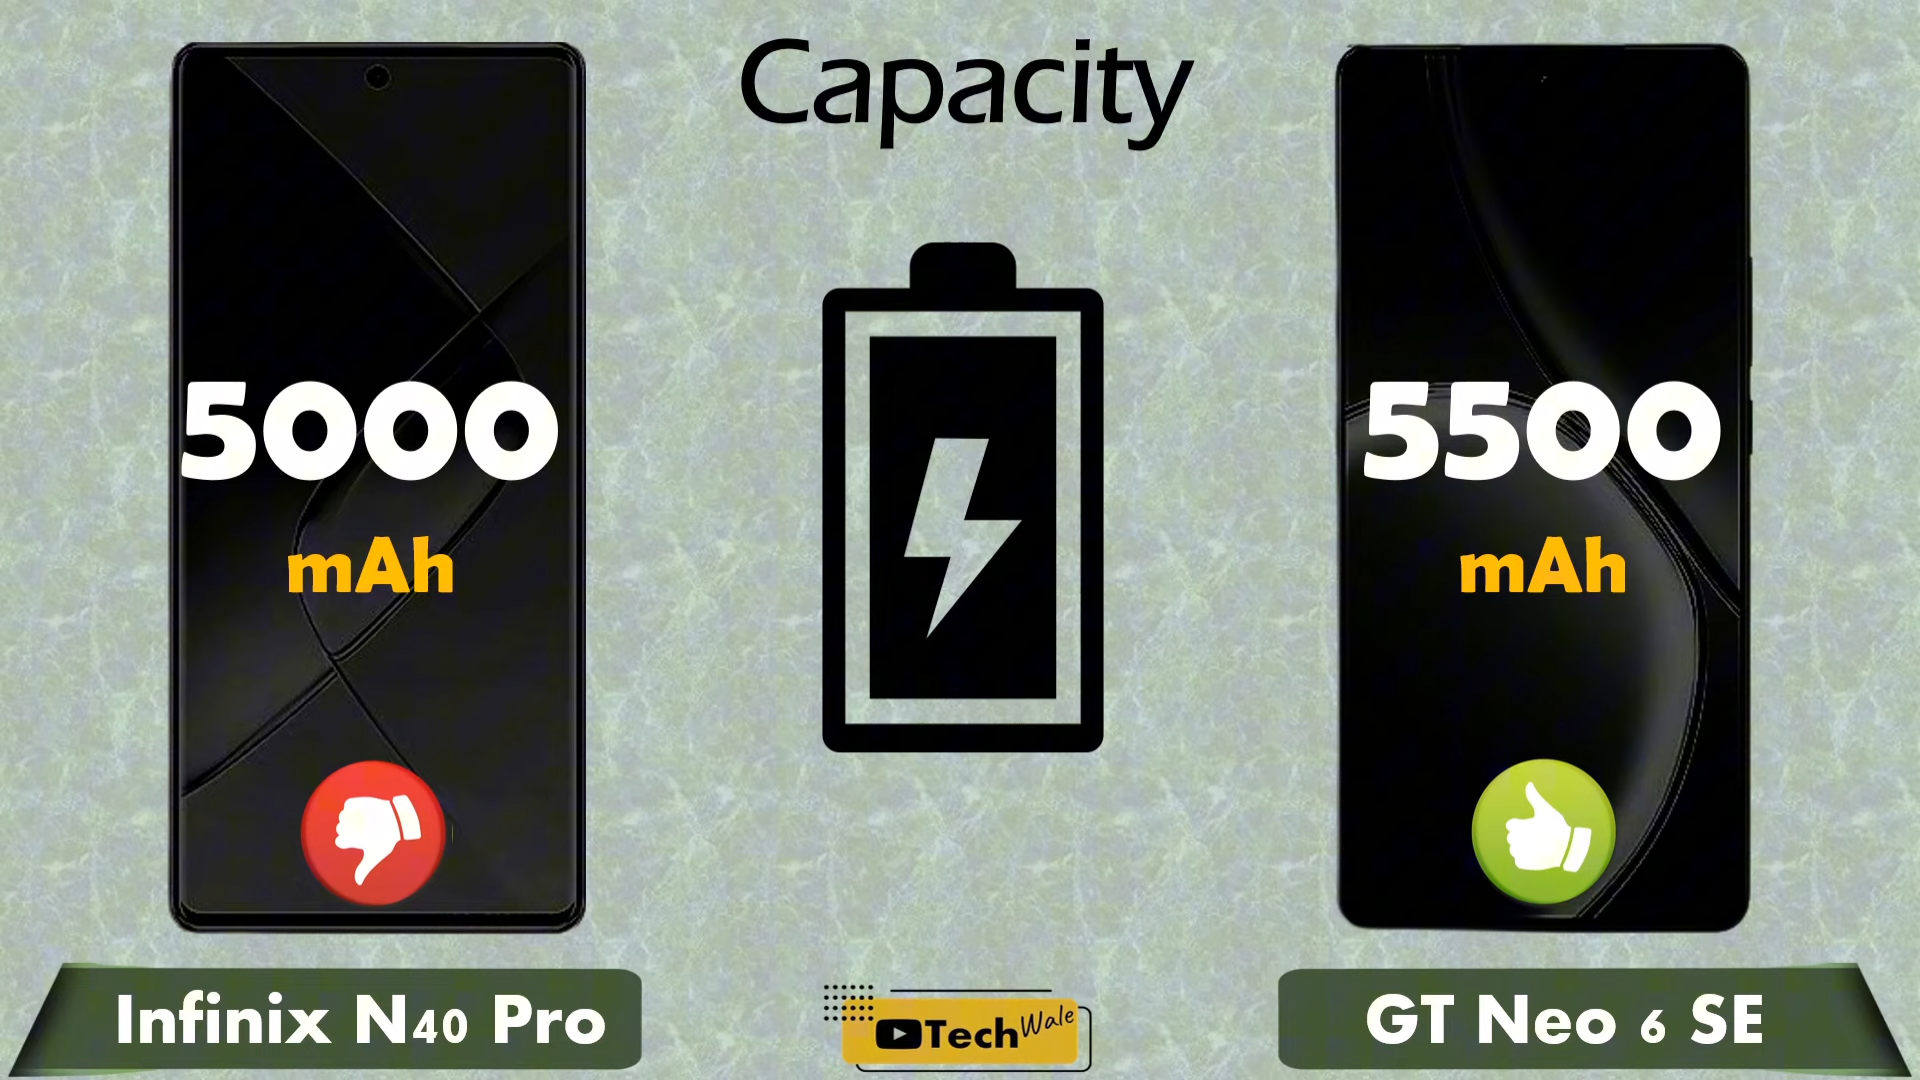 Capacity
5000
mAh
5500
mAh
Infinix N40 Pro
TechWale
GT Neo 6 SE